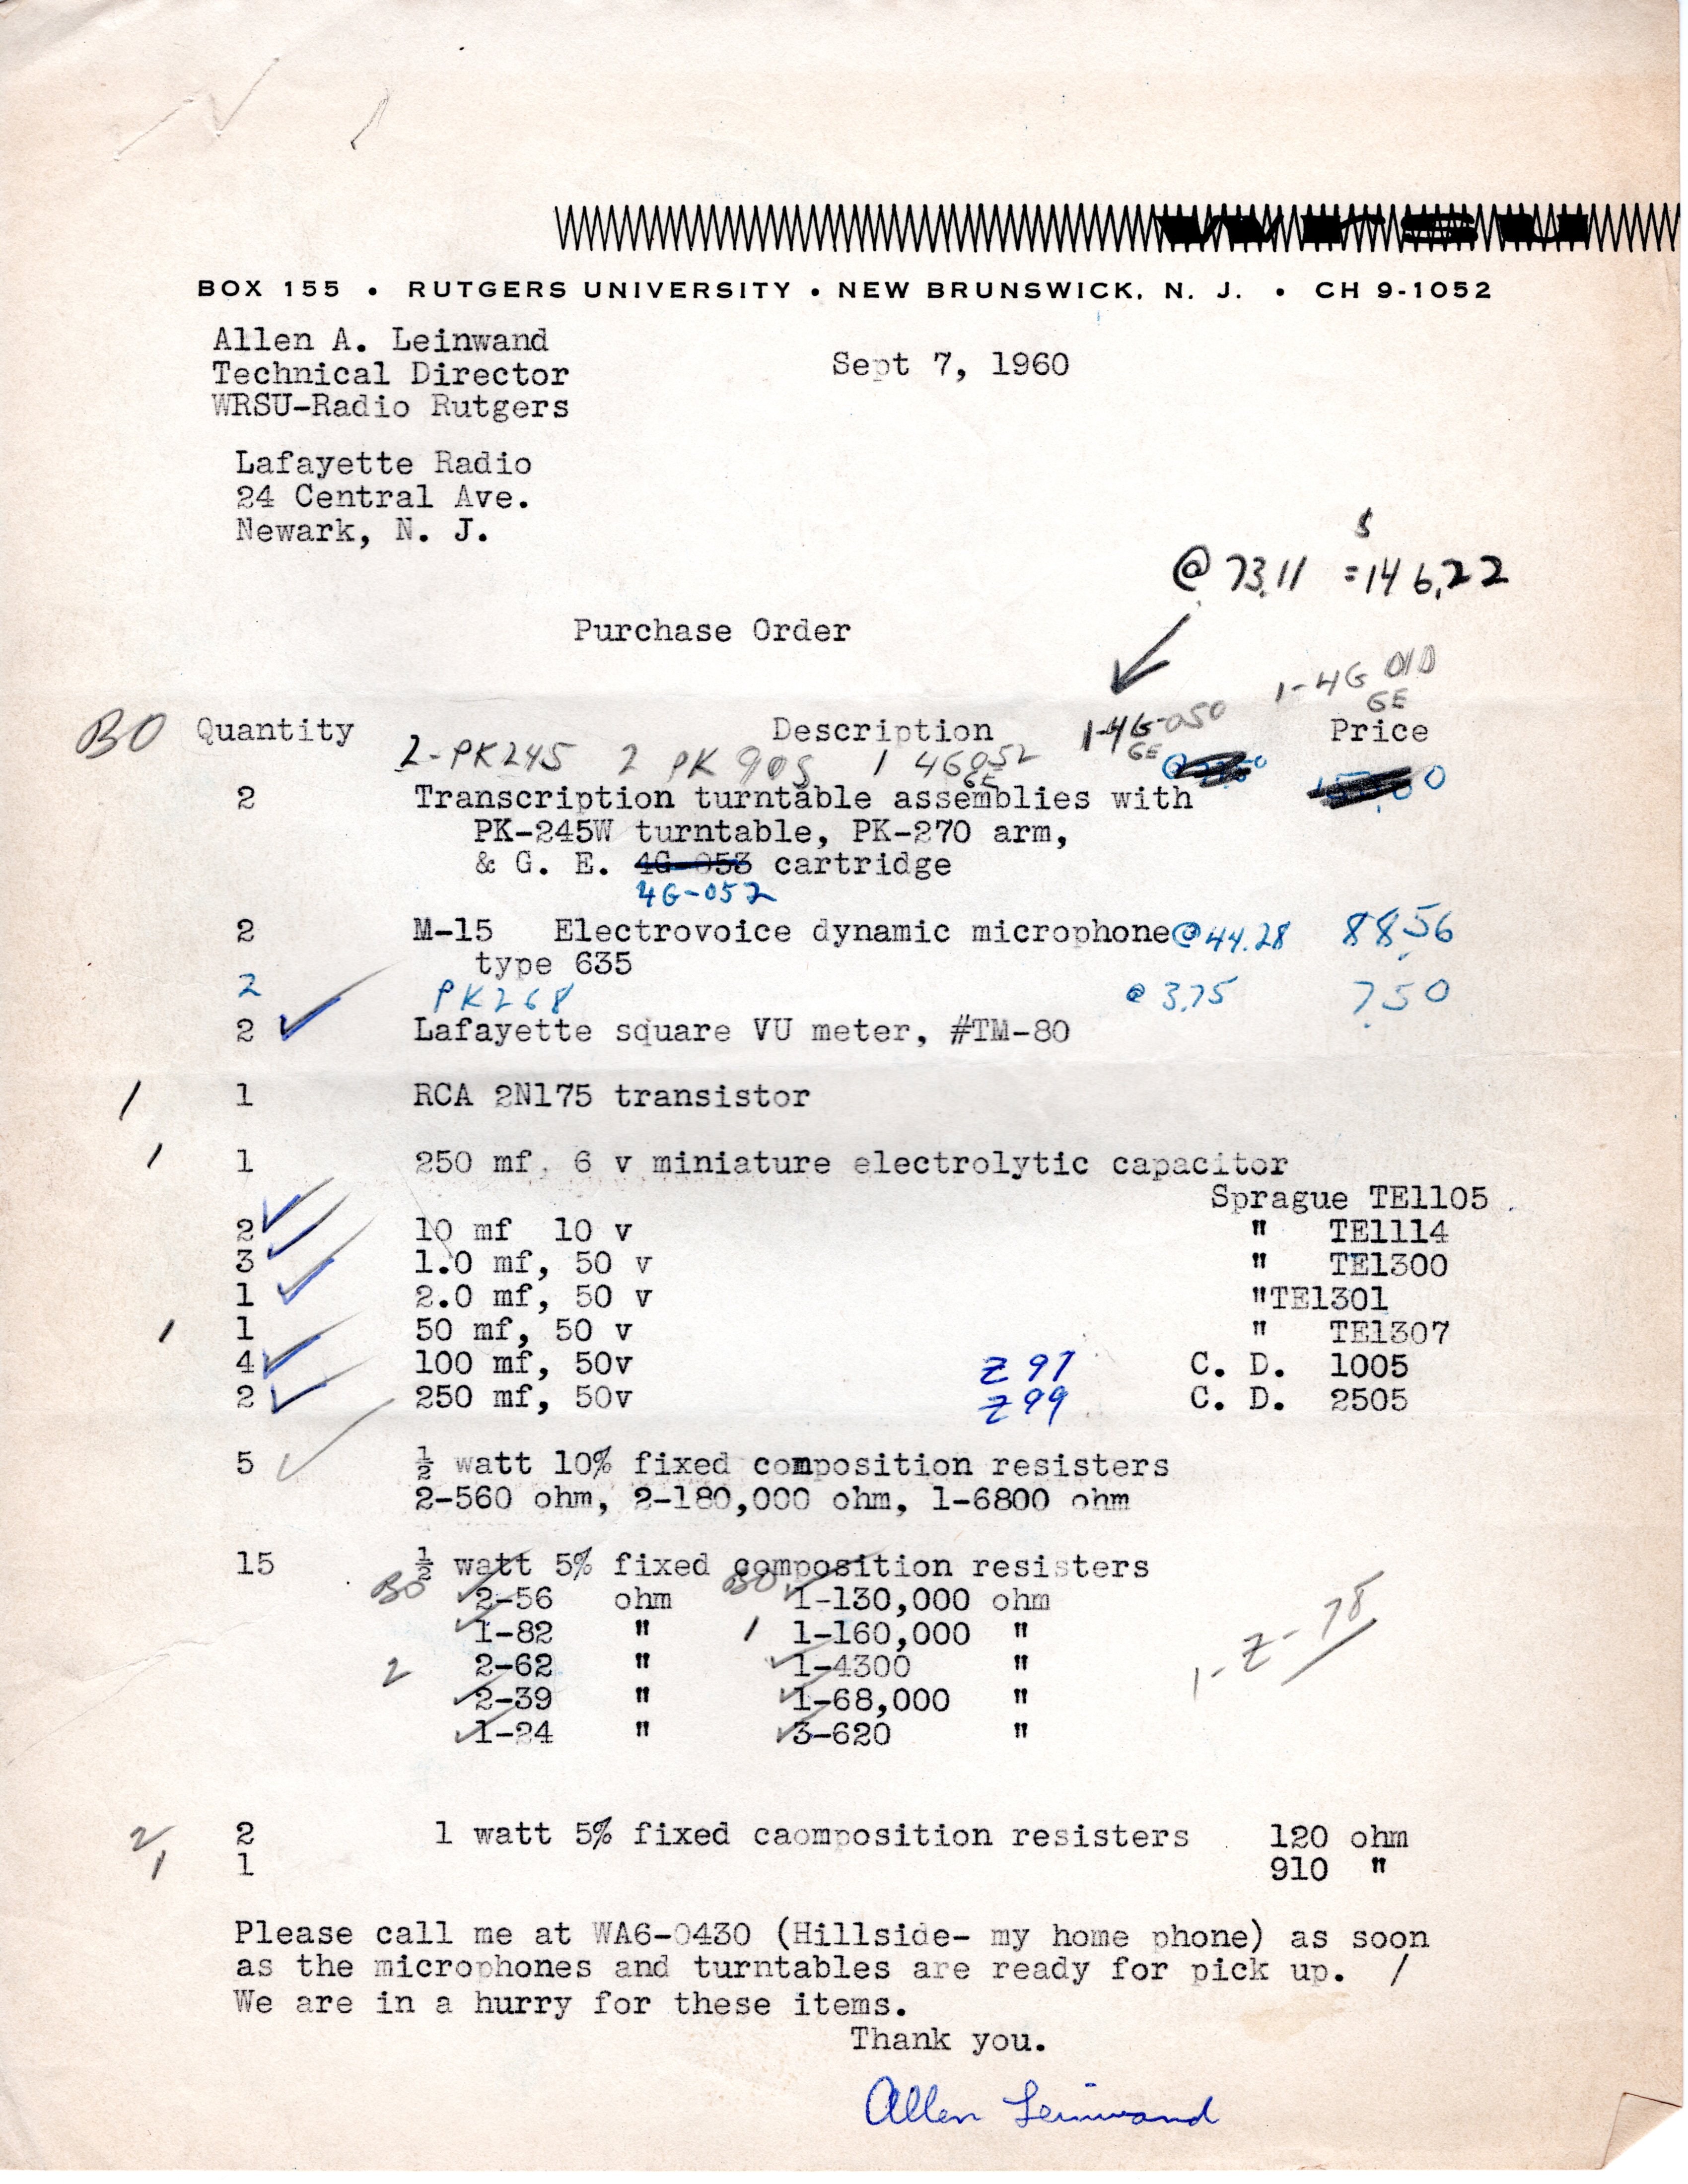 BOX 155 • RUTGERS UNIVERSITY • NEW BRUNSWICK, N. J. • CH 9-1052
Allen A. Leinwand
Technical Director
WRSU-Radio Rutgers
Sept 7, 1960
Lafayette Radio
24 Central Ave.
Newark, N. J.
$
@ 73.11 = 146.22
Purchase Order
1-4G 010
GE
1-4G-050
GE
BO Quantity Description Price
2-PK245 2 PK 90S 1 4G052
GE
2 Transcription turntable assemblies with
PK-245W turntable, PK-270 arm,
& G. E. 4G-053 cartridge
4G-052
2 M-15 Electrovoice dynamic microphone @ 44.28 88.56
type 635
2 PK268 @ 3.75 7.50
2 Lafayette square VU meter, #TM-80
/ 1 RCA 2N175 transistor
/ 1 250 mf, 6 v miniature electrolytic capacitor
Sprague TE1105
2 10 mf 10 v " TE1114
3 1.0 mf, 50 v " TE1300
1 2.0 mf, 50 v "TE1301
/ 1 50 mf, 50 v " TE1307
4 100 mf, 50v Z 97 C. D. 1005
2 250 mf, 50v Z 99 C. D. 2505
5 ½ watt 10% fixed composition resisters
2-560 ohm, 2-180,000 ohm, 1-6800 ohm
15 ½ watt 5% fixed composition resisters
BO 2-56 ohm BO 1-130,000 ohm
1-82 " / 1-160,000 "
2 2-62 " 1-4300 "
2-39 " 1-68,000 "
1-24 " 3-620 "
1-Z-78
2 2 1 watt 5% fixed caomposition resisters 120 ohm
1 1 910 "
Please call me at WA6-0430 (Hillside- my home phone) as soon
as the microphones and turntables are ready for pick up. /
We are in a hurry for these items.
Thank you.
Allen Leinwand